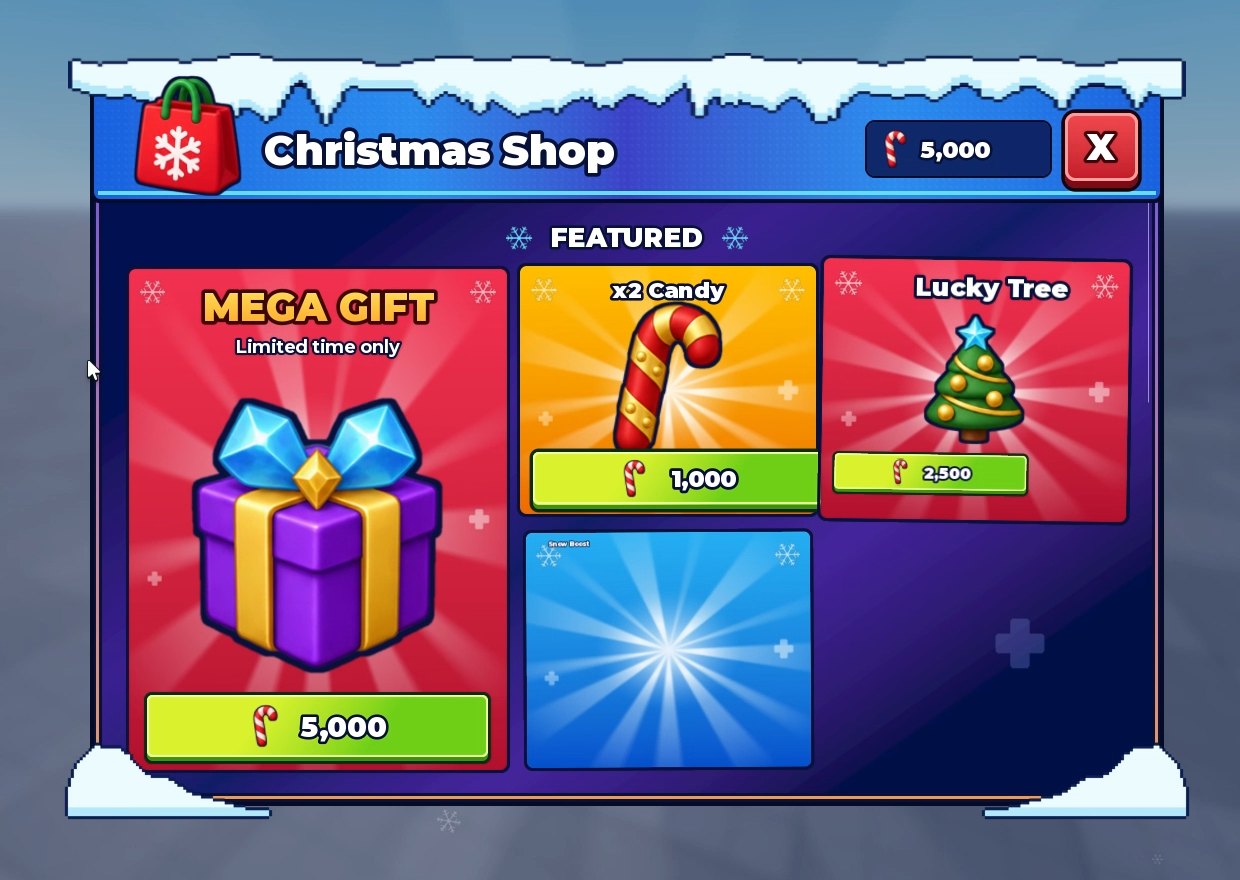 Christmas Shop
5,000
X
FEATURED
MEGA GIFT
Limited time only
5,000
x2 Candy
1,000
Lucky Tree
2,500
Snow Boost